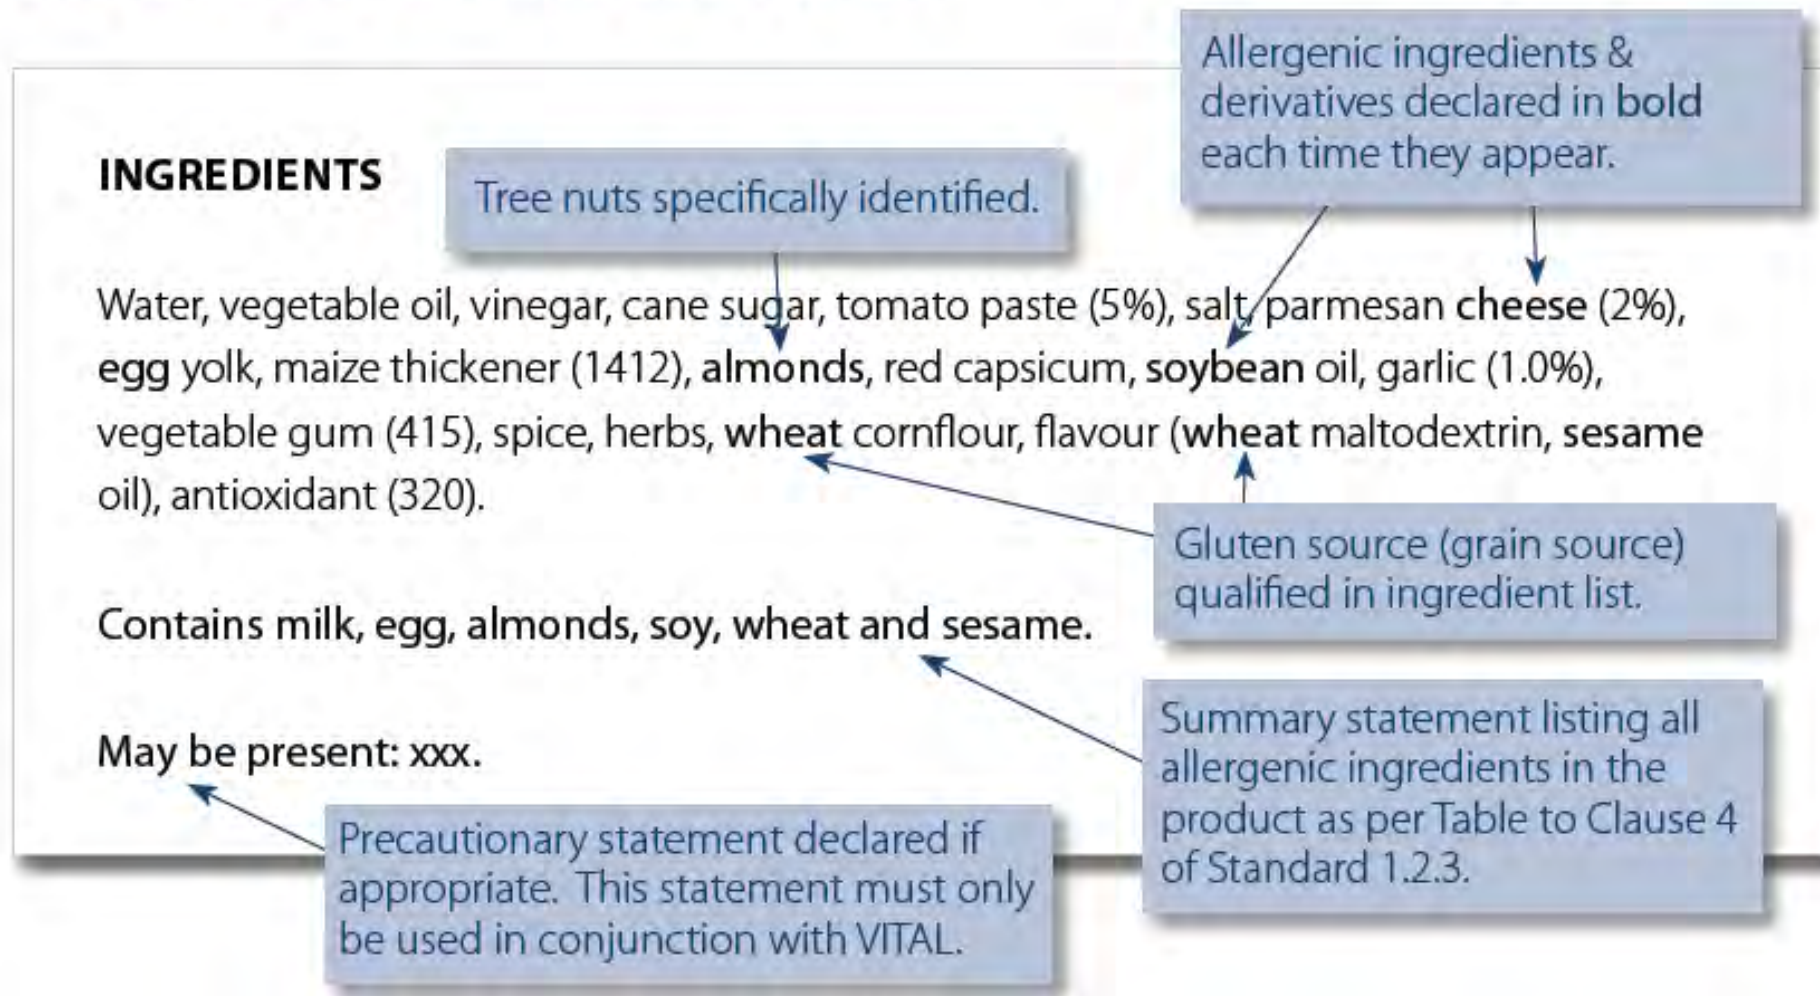 Allergenic ingredients &
derivatives declared in bold
each time they appear.
INGREDIENTS
Tree nuts specifically identified.
Water, vegetable oil, vinegar, cane sugar, tomato paste (5%), salt, parmesan cheese (2%),
egg yolk, maize thickener (1412), almonds, red capsicum, soybean oil, garlic (1.0%),
vegetable gum (415), spice, herbs, wheat cornflour, flavour (wheat maltodextrin, sesame
oil), antioxidant (320).
Gluten source (grain source)
qualified in ingredient list.
Contains milk, egg, almonds, soy, wheat and sesame.
Summary statement listing all
allergenic ingredients in the
product as per Table to Clause 4
of Standard 1.2.3.
May be present: xxx.
Precautionary statement declared if
appropriate. This statement must only
be used in conjunction with VITAL.